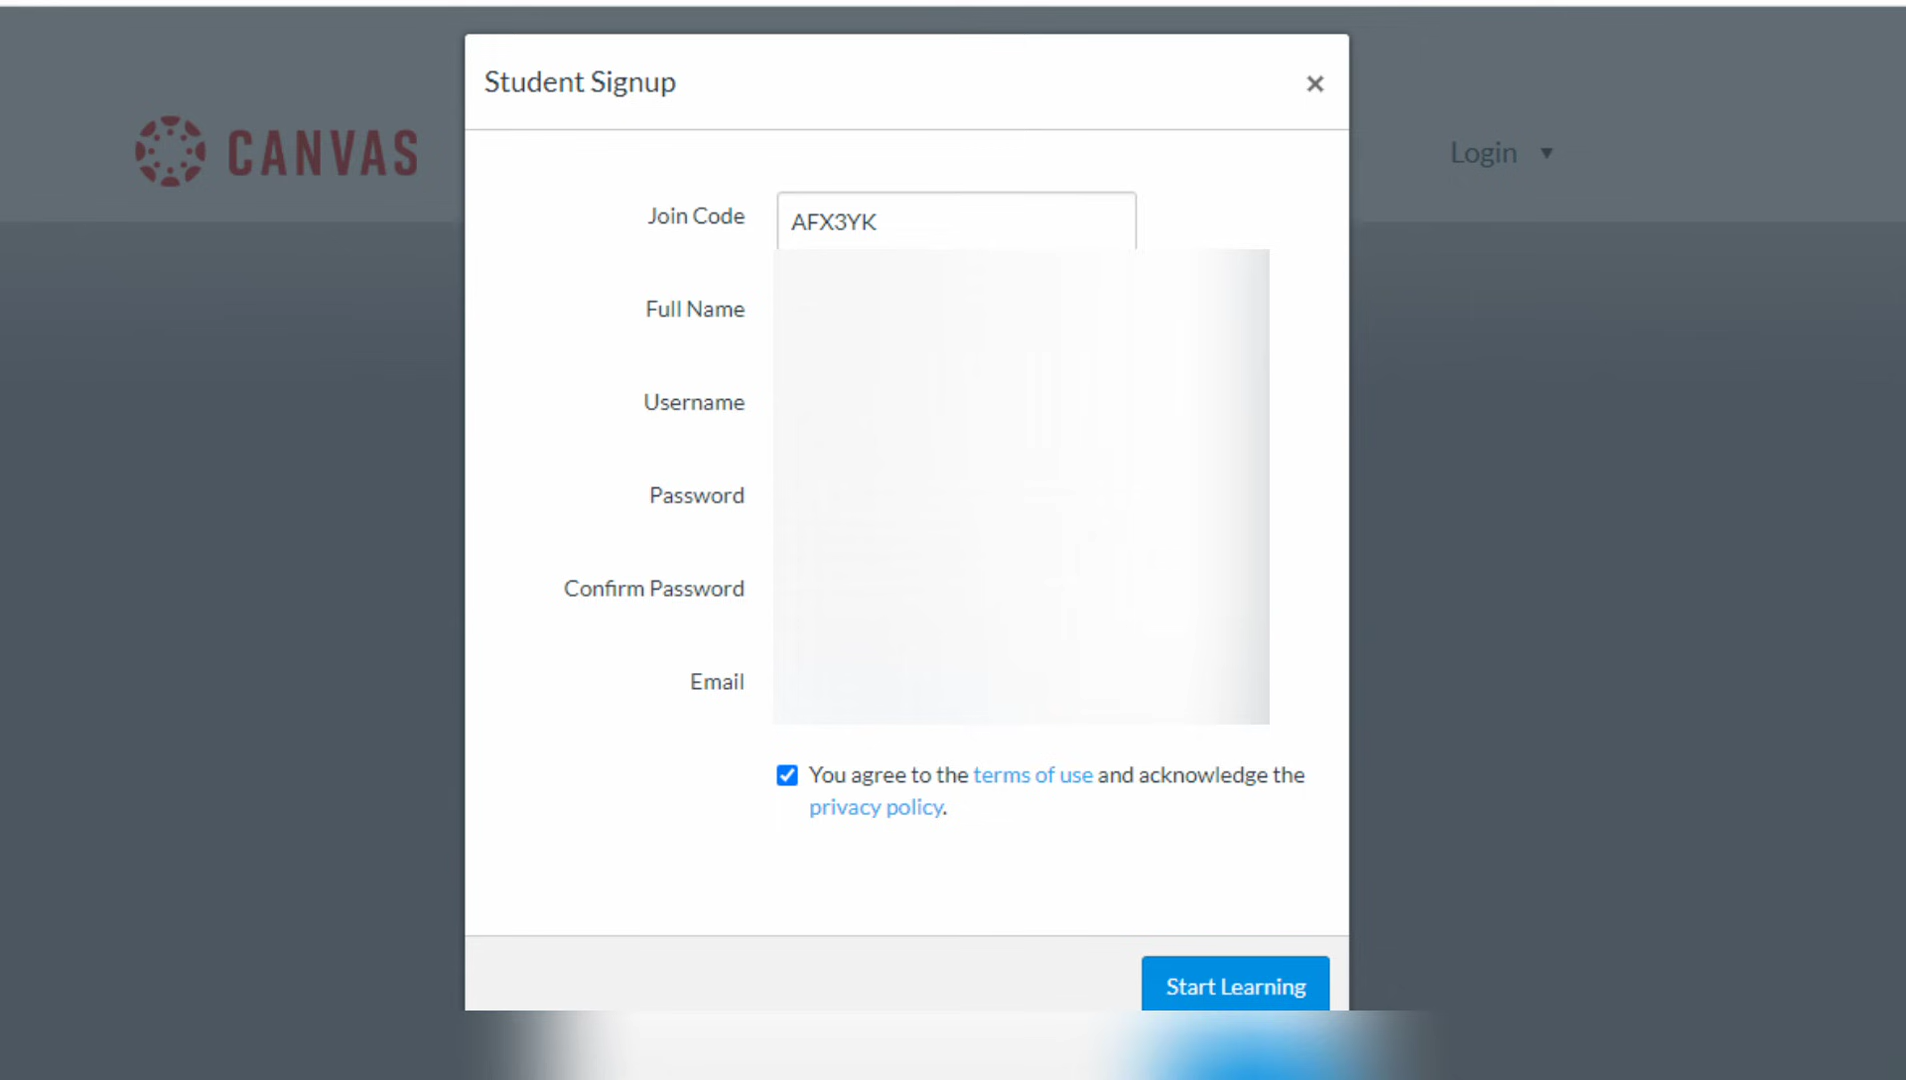 Student Signup
×
CANVAS
Login
Join Code
AFX3YK
Full Name
Username
Password
Confirm Password
Email
You agree to the terms of use and acknowledge the
privacy policy.
Start Learning